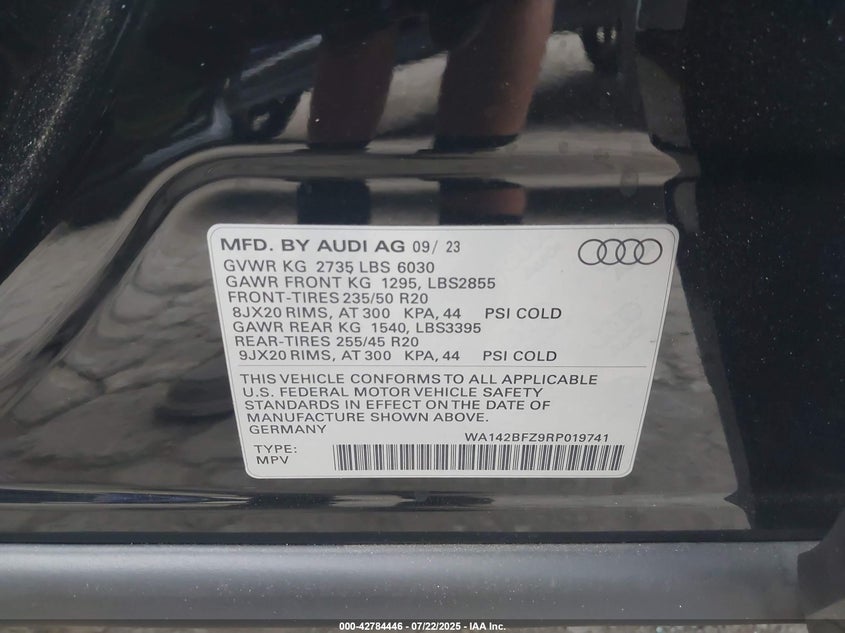 MFD. BY AUDI AG 09/ 23
GVWR KG 2735 LBS 6030
GAWR FRONT KG 1295, LBS2855
FRONT-TIRES 235/50 R20
8JX20 RIMS, AT 300 KPA, 44 PSI COLD
GAWR REAR KG 1540, LBS3395
REAR-TIRES 255/45 R20
9JX20 RIMS, AT 300 KPA, 44 PSI COLD
THIS VEHICLE CONFORMS TO ALL APPLICABLE
U.S. FEDERAL MOTOR VEHICLE SAFETY
STANDARDS IN EFFECT ON THE DATE OF
MANUFACTURE SHOWN ABOVE.
GERMANY
WA142BFZ9RP019741
TYPE:
MPV
000-42784446 - 07/22/2025 - IAA Inc.